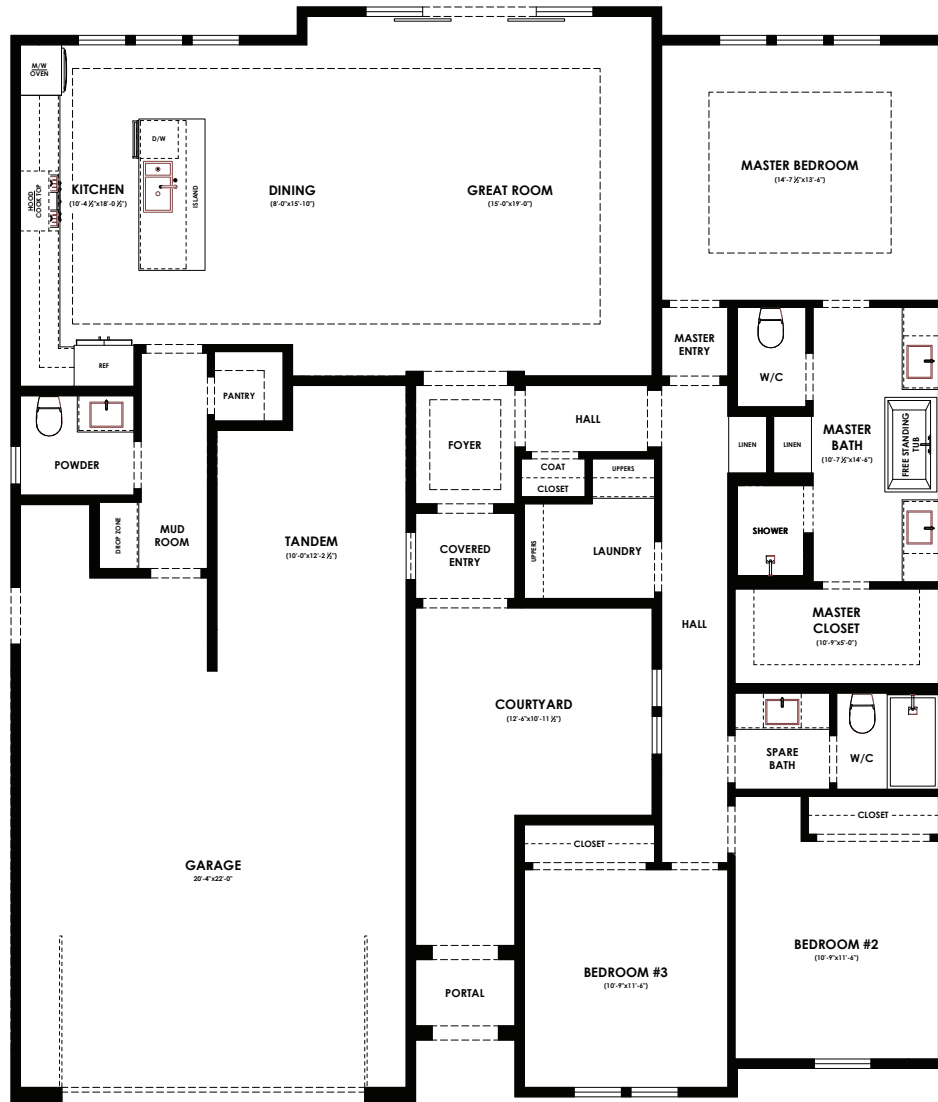 M/W
OVEN
D/W
KITCHEN
(10'-4 ½"x18'-0 ½")
HOOD
COOK TOP
ISLAND
DINING
(8'-0"x15'-10")
GREAT ROOM
(15'-0"x19'-0")
MASTER BEDROOM
(14'-7 ½"x13'-6")
REF
PANTRY
MASTER
ENTRY
W/C
HALL
FOYER
LINEN
LINEN
MASTER
BATH
(10'-7 ½"x14'-6")
FREE STANDING
TUB
POWDER
COAT
CLOSET
UPPERS
UPPERS
LAUNDRY
DROP ZONE
MUD
ROOM
TANDEM
(10'-0"x12'-2 ½")
COVERED
ENTRY
SHOWER
HALL
MASTER
CLOSET
(10'-9"x5'-0")
COURTYARD
(12'-6"x10'-11 ½")
SPARE
BATH
W/C
CLOSET
CLOSET
GARAGE
20'-4"x22'-0"
BEDROOM #2
(10'-9"x11'-6")
BEDROOM #3
(10'-9"x11'-6")
PORTAL